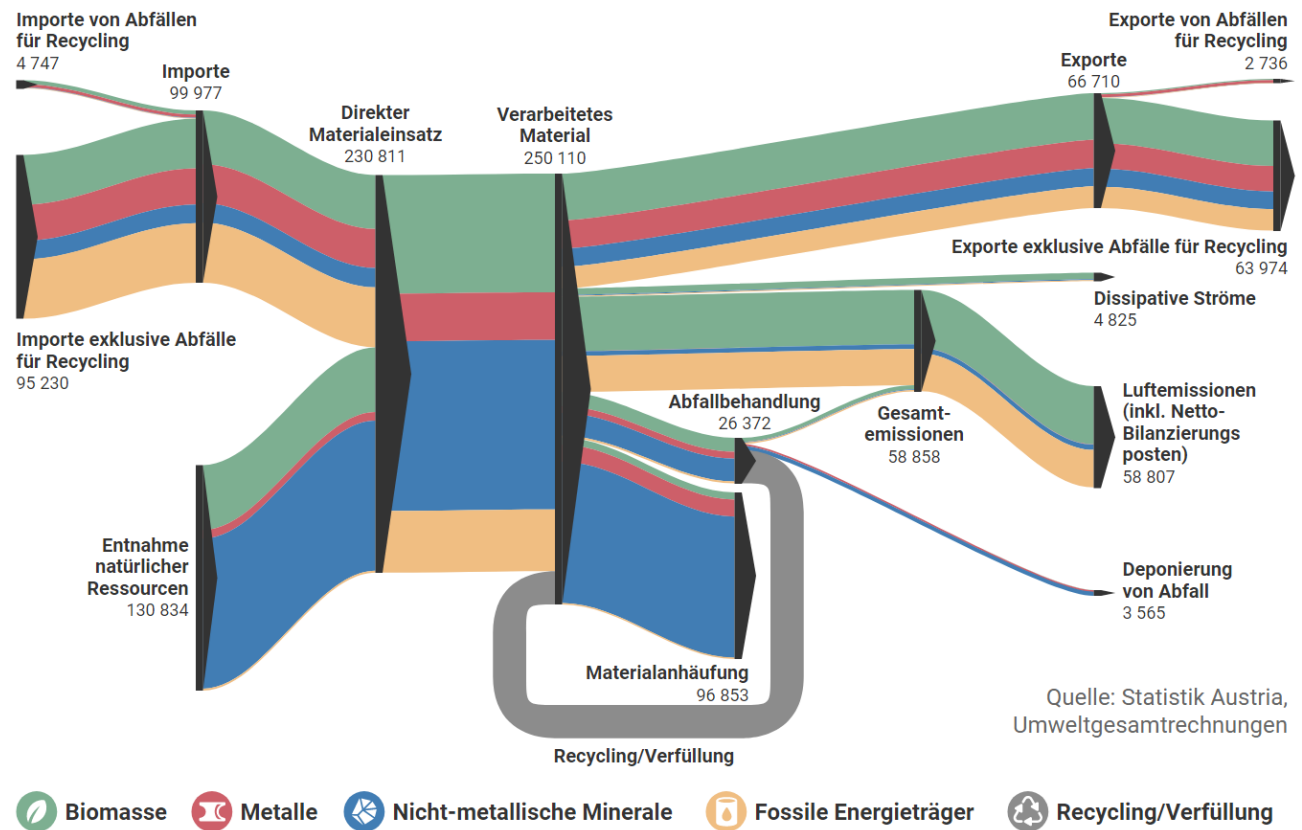 Importe von Abfällen
für Recycling
4 747
Importe
99 977
Direkter
Materialeinsatz
230 811
Verarbeitetes
Material
250 110
Exporte
66 710
Exporte von Abfällen
für Recycling
2 736
Importe exklusive Abfälle
für Recycling
95 230
Exporte exklusive Abfälle für Recycling
63 974
Dissipative Ströme
4 825
Abfallbehandlung
26 372
Gesamt-
emissionen
58 858
Luftemissionen
(inkl. Netto-
Bilanzierungs
posten)
58 807
Entnahme
natürlicher
Ressourcen
130 834
Deponierung
von Abfall
3 565
Materialanhäufung
96 853
Recycling/Verfüllung
Quelle: Statistik Austria,
Umweltgesamtrechnungen
Biomasse
Metalle
Nicht-metallische Minerale
Fossile Energieträger
Recycling/Verfüllung